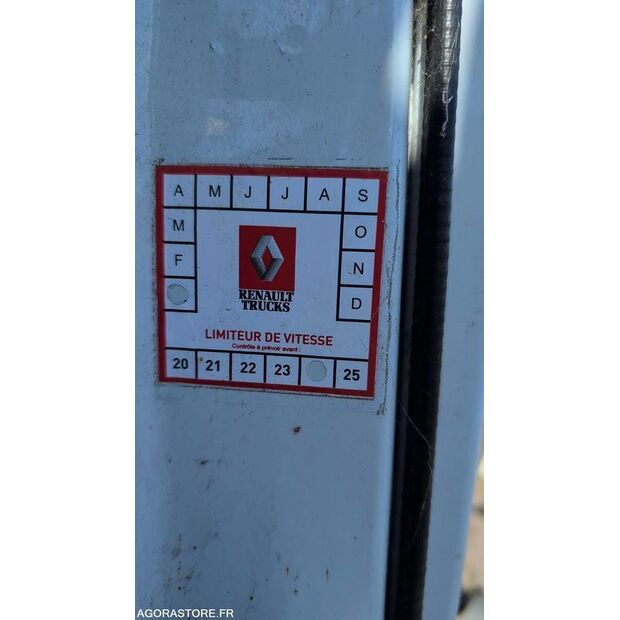 A M J J A S
M O
F N
D
RENAULT
TRUCKS
LIMITEUR DE VITESSE
Contrôle à prévoir avant :
20 21 22 23 25
AGORASTORE.FR